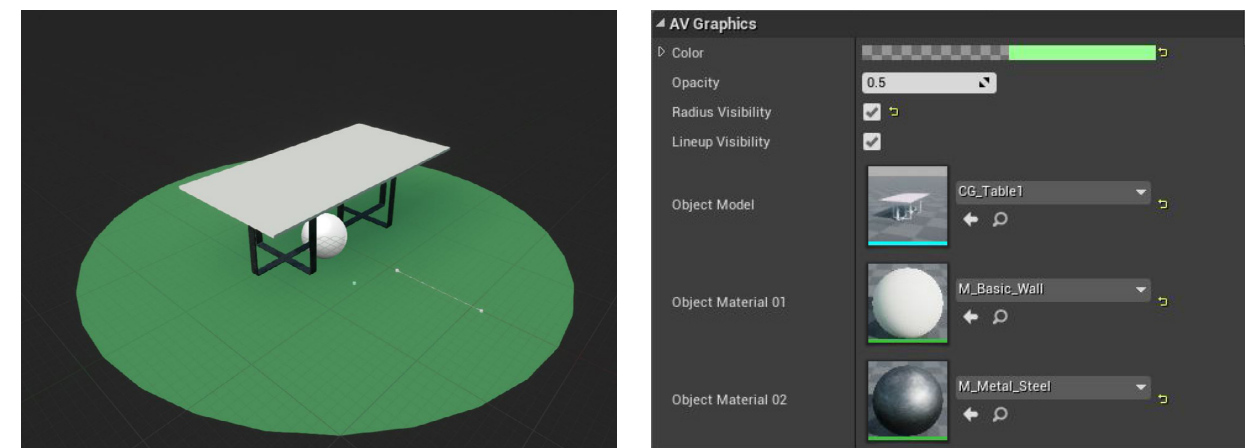 AV Graphics
Color
Opacity 0.5
Radius Visibility
Lineup Visibility
Object Model CG_Table1
Object Material 01 M_Basic_Wall
Object Material 02 M_Metal_Steel